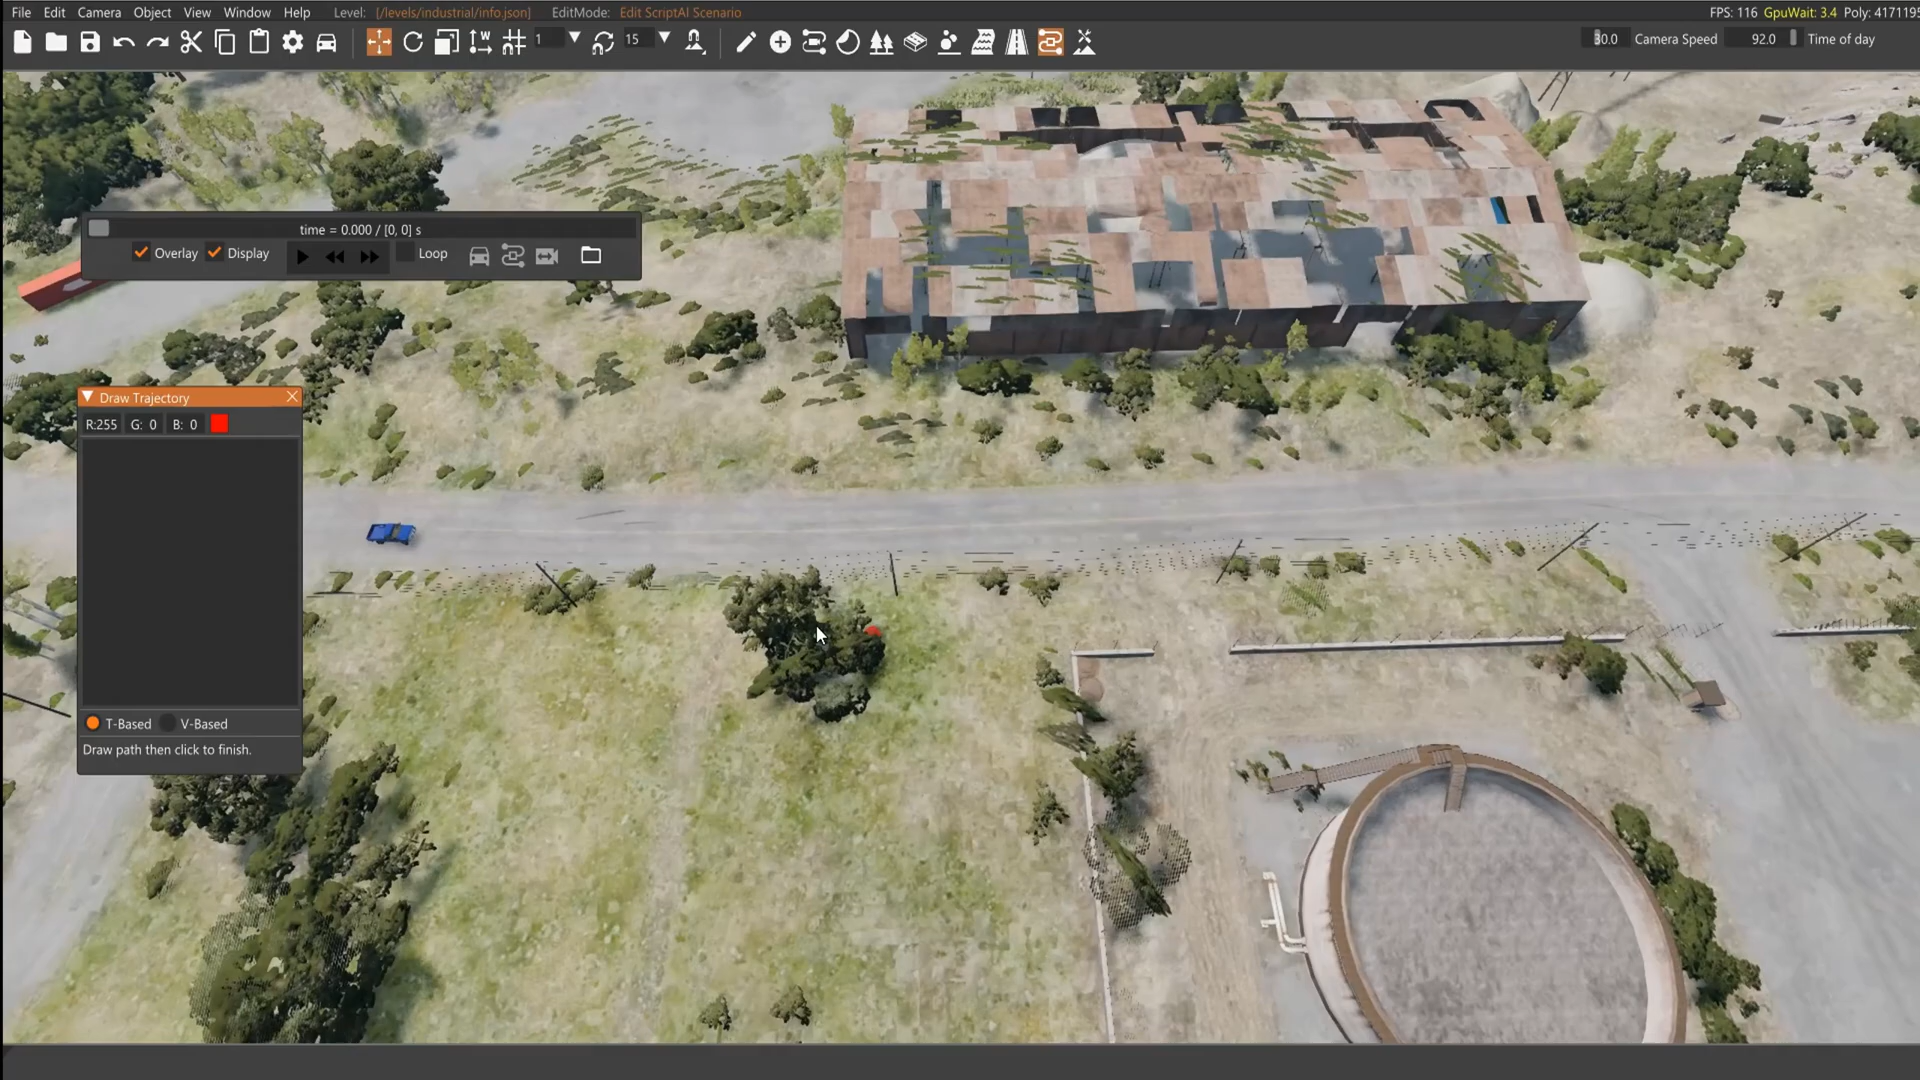 File Edit Camera Object View Window Help Level: [/levels/industrial/info.json] EditMode: Edit ScriptAI Scenario FPS: 116 GpuWait: 3.4 Poly: 4171195
1 15 30.0 Camera Speed 92.0 Time of day
time = 0.000 / [0, 0] s
Overlay Display Loop
Draw Trajectory
R:255 G: 0 B: 0
T-Based V-Based
Draw path then click to finish.